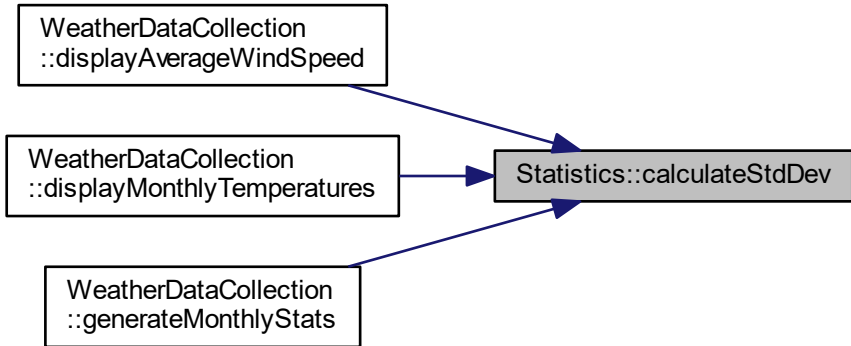 WeatherDataCollection
::displayAverageWindSpeed
WeatherDataCollection
::displayMonthlyTemperatures
Statistics::calculateStdDev
WeatherDataCollection
::generateMonthlyStats